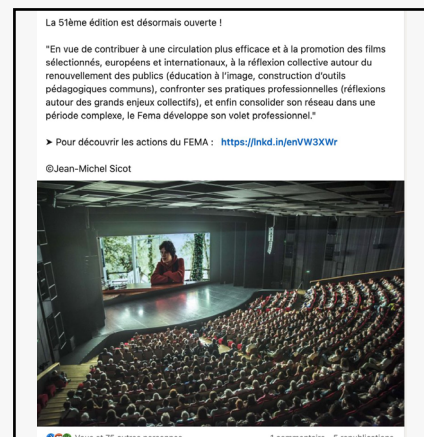 La 51ème édition est désormais ouverte !
"En vue de contribuer à une circulation plus efficace et à la promotion des films
sélectionnés, européens et internationaux, à la réflexion collective autour du
renouvellement des publics (éducation à l'image, construction d'outils
pédagogiques communs), confronter ses pratiques professionnelles (réflexions
autour des grands enjeux collectifs), et enfin consolider son réseau dans une
période complexe, le Fema développe son volet professionnel."
➤ Pour découvrir les actions du FEMA : https://lnkd.in/enVW3XWr
©Jean-Michel Sicot